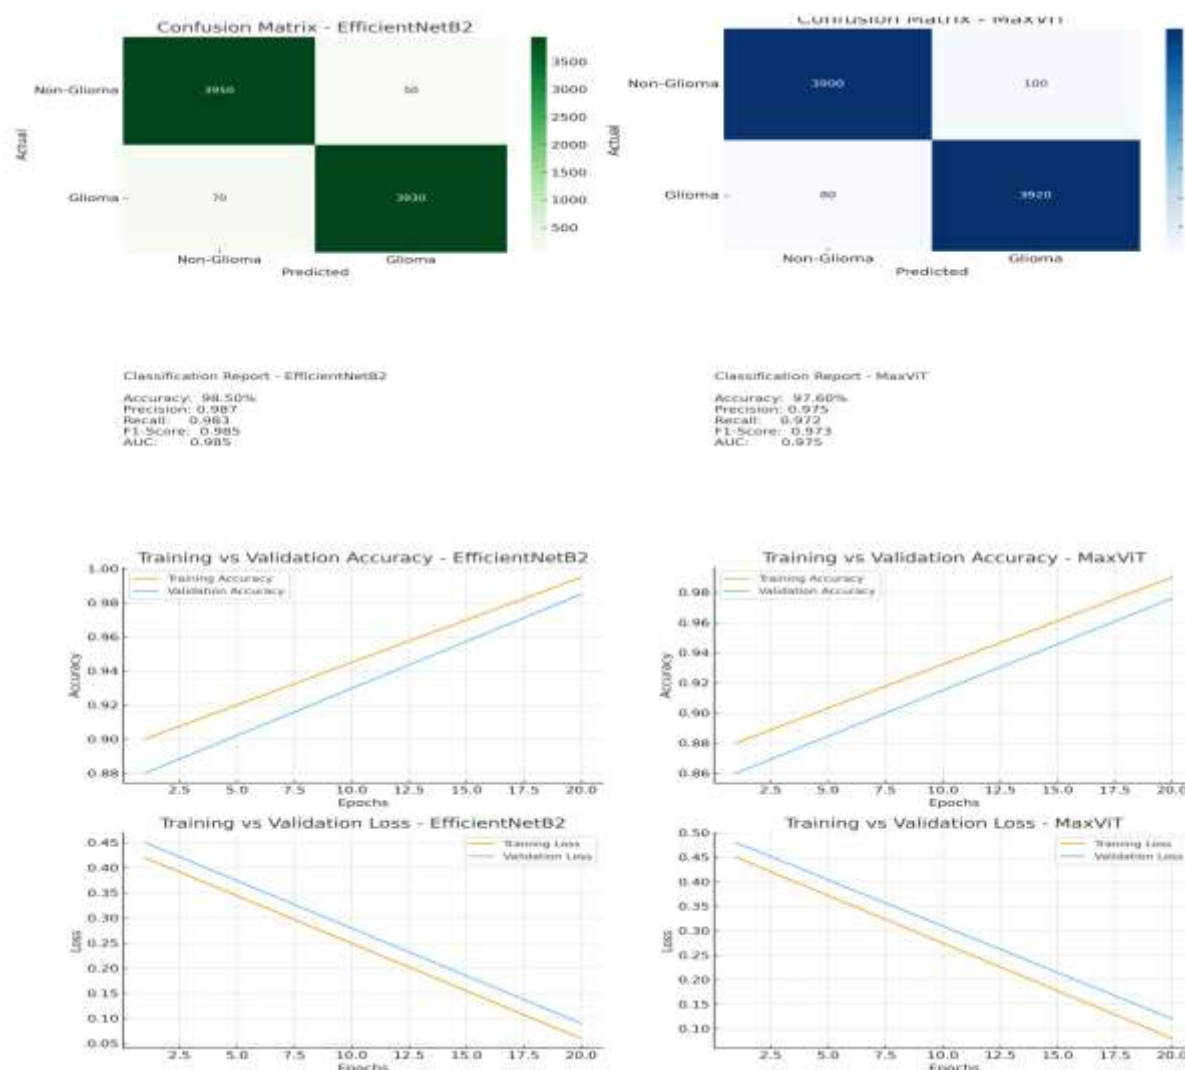 Confusion Matrix - EfficientNetB2
Non-Glioma
Glioma
Actual
3950
50
70
3930
3500
3000
2500
2000
1500
1000
500
Non-Glioma
Glioma
Predicted
Confusion Matrix - MaxViT
Non-Glioma
Glioma
Actual
3900
100
80
3920
Non-Glioma
Glioma
Predicted
Classification Report - EfficientNetB2
Accuracy: 98.50%
Precision: 0.987
Recall: 0.983
F1-Score: 0.985
AUC: 0.985
Classification Report - MaxViT
Accuracy: 97.60%
Precision: 0.975
Recall: 0.972
F1-Score: 0.973
AUC: 0.975
Training vs Validation Accuracy - EfficientNetB2
Training Accuracy
Validation Accuracy
Accuracy
1.00
0.98
0.96
0.94
0.92
0.90
0.88
2.5 5.0 7.5 10.0 12.5 15.0 17.5 20.0
Epochs
Training vs Validation Accuracy - MaxViT
Training Accuracy
Validation Accuracy
Accuracy
0.98
0.96
0.94
0.92
0.90
0.88
0.86
2.5 5.0 7.5 10.0 12.5 15.0 17.5 20.0
Epochs
Training vs Validation Loss - EfficientNetB2
Training Loss
Validation Loss
Loss
0.45
0.40
0.35
0.30
0.25
0.20
0.15
0.10
0.05
2.5 5.0 7.5 10.0 12.5 15.0 17.5 20.0
Epochs
Training vs Validation Loss - MaxViT
Training Loss
Validation Loss
Loss
0.50
0.45
0.40
0.35
0.30
0.25
0.20
0.15
0.10
2.5 5.0 7.5 10.0 12.5 15.0 17.5 20.0
Epochs